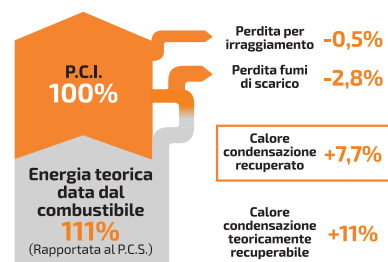 P.C.I.
100%
Energia teorica
data dal
combustibile
111%
(Rapportata al P.C.S.)
Perdita per
irraggiamento
-0,5%
Perdita fumi
di scarico
-2,8%
Calore
condensazione
recuperato
+7,7%
Calore
condensazione
teoricamente
recuperabile
+11%